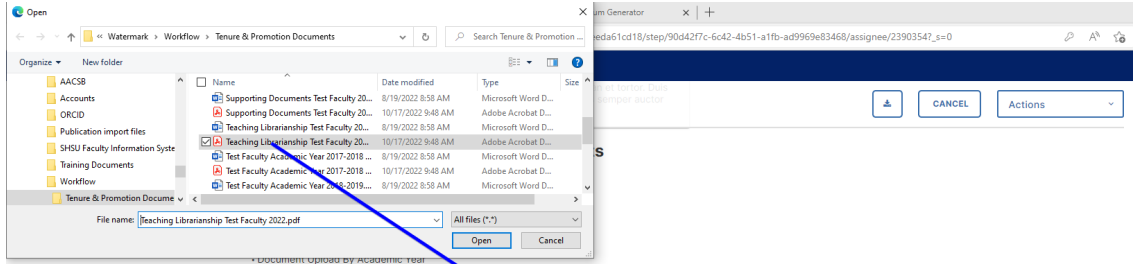 Open
um Generator
« Watermark › Workflow › Tenure & Promotion Documents
Search Tenure & Promotion ...
eeda61cd18/step/90d42f7c-6c42-4b51-a1fb-ad9969e83468/assignee/2390354?_s=0
Organize
New folder
Name
Date modified
Type
Size
AACSB
Accounts
ORCID
Publication import files
SHSU Faculty Information Syste
Training Documents
Workflow
Tenure & Promotion Docume
Supporting Documents Test Faculty 20... 8/19/2022 8:58 AM Microsoft Word D...
Supporting Documents Test Faculty 20... 10/17/2022 9:48 AM Adobe Acrobat D...
Teaching Librarianship Test Faculty 20... 8/19/2022 8:58 AM Microsoft Word D...
Teaching Librarianship Test Faculty 20... 10/17/2022 9:48 AM Adobe Acrobat D...
Test Faculty Academic Year 2017-2018 ... 8/19/2022 8:58 AM Microsoft Word D...
Test Faculty Academic Year 2017-2018 ... 10/17/2022 9:48 AM Adobe Acrobat D...
Test Faculty Academic Year 2018-2019.... 8/19/2022 8:58 AM Microsoft Word D...
File name: Teaching Librarianship Test Faculty 2022.pdf
All files (*.*)
Open
Cancel
tortor. Duis
semper auctor
CANCEL
Actions
s
• Document Upload By Academic Year